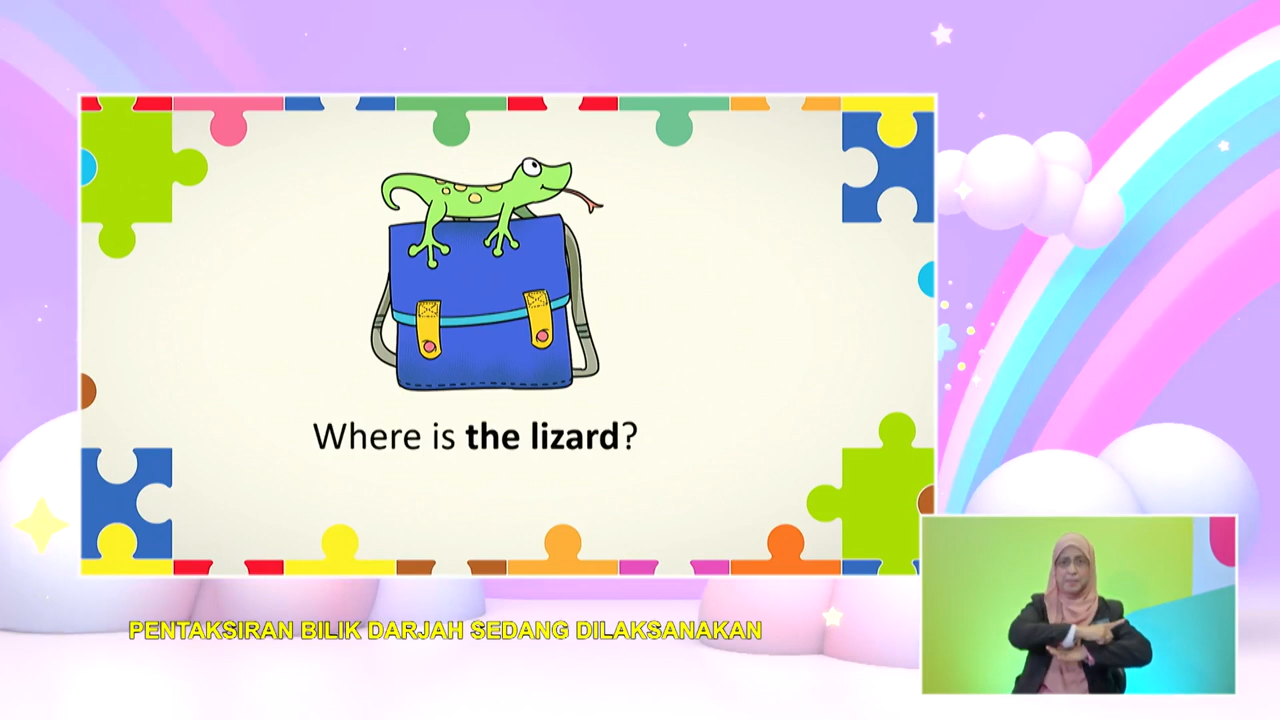 Where is the lizard?
PENTAKSIRAN BILIK DARJAH SEDANG DILAKSANAKAN